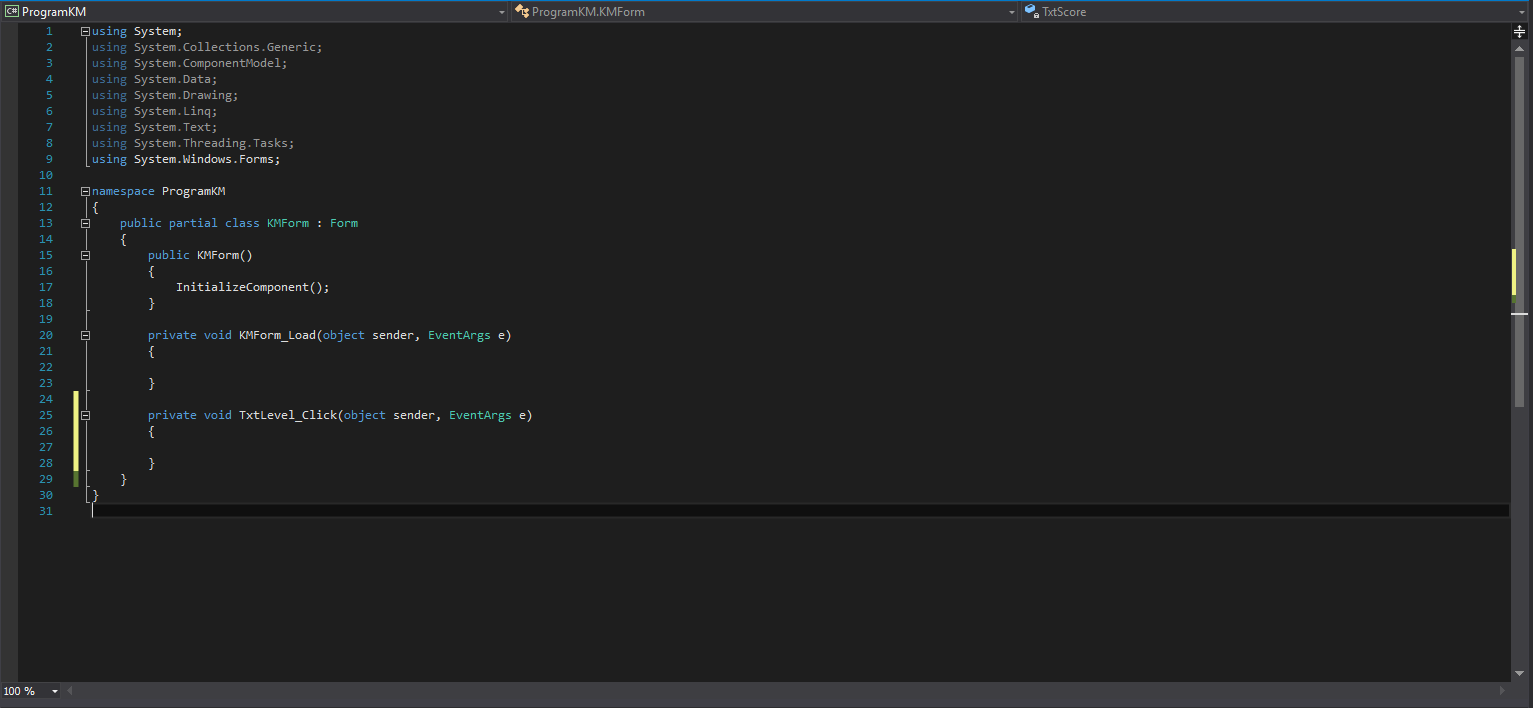 ProgramKM
ProgramKM.KMForm
TxtScore
1 using System;
2 using System.Collections.Generic;
3 using System.ComponentModel;
4 using System.Data;
5 using System.Drawing;
6 using System.Linq;
7 using System.Text;
8 using System.Threading.Tasks;
9 using System.Windows.Forms;
10
11 namespace ProgramKM
12 {
13     public partial class KMForm : Form
14     {
15         public KMForm()
16         {
17             InitializeComponent();
18         }
19
20         private void KMForm_Load(object sender, EventArgs e)
21         {
22
23         }
24
25         private void TxtLevel_Click(object sender, EventArgs e)
26         {
27
28         }
29     }
30 }
31
100 %